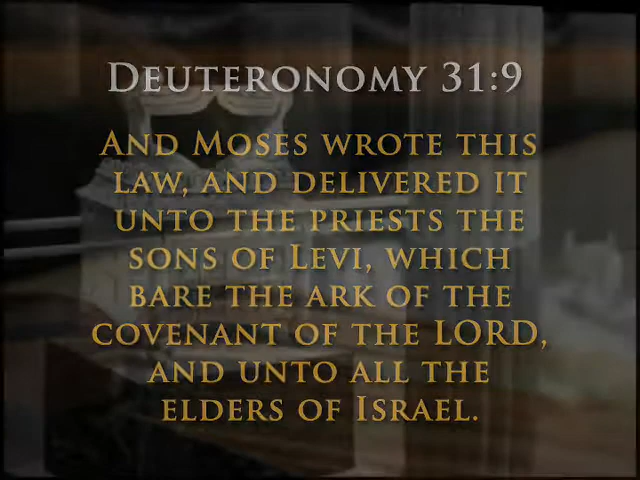 Deuteronomy 31:9
And Moses wrote this
law, and delivered it
unto the priests the
sons of Levi, which
bare the ark of the
covenant of the LORD,
and unto all the
elders of Israel.